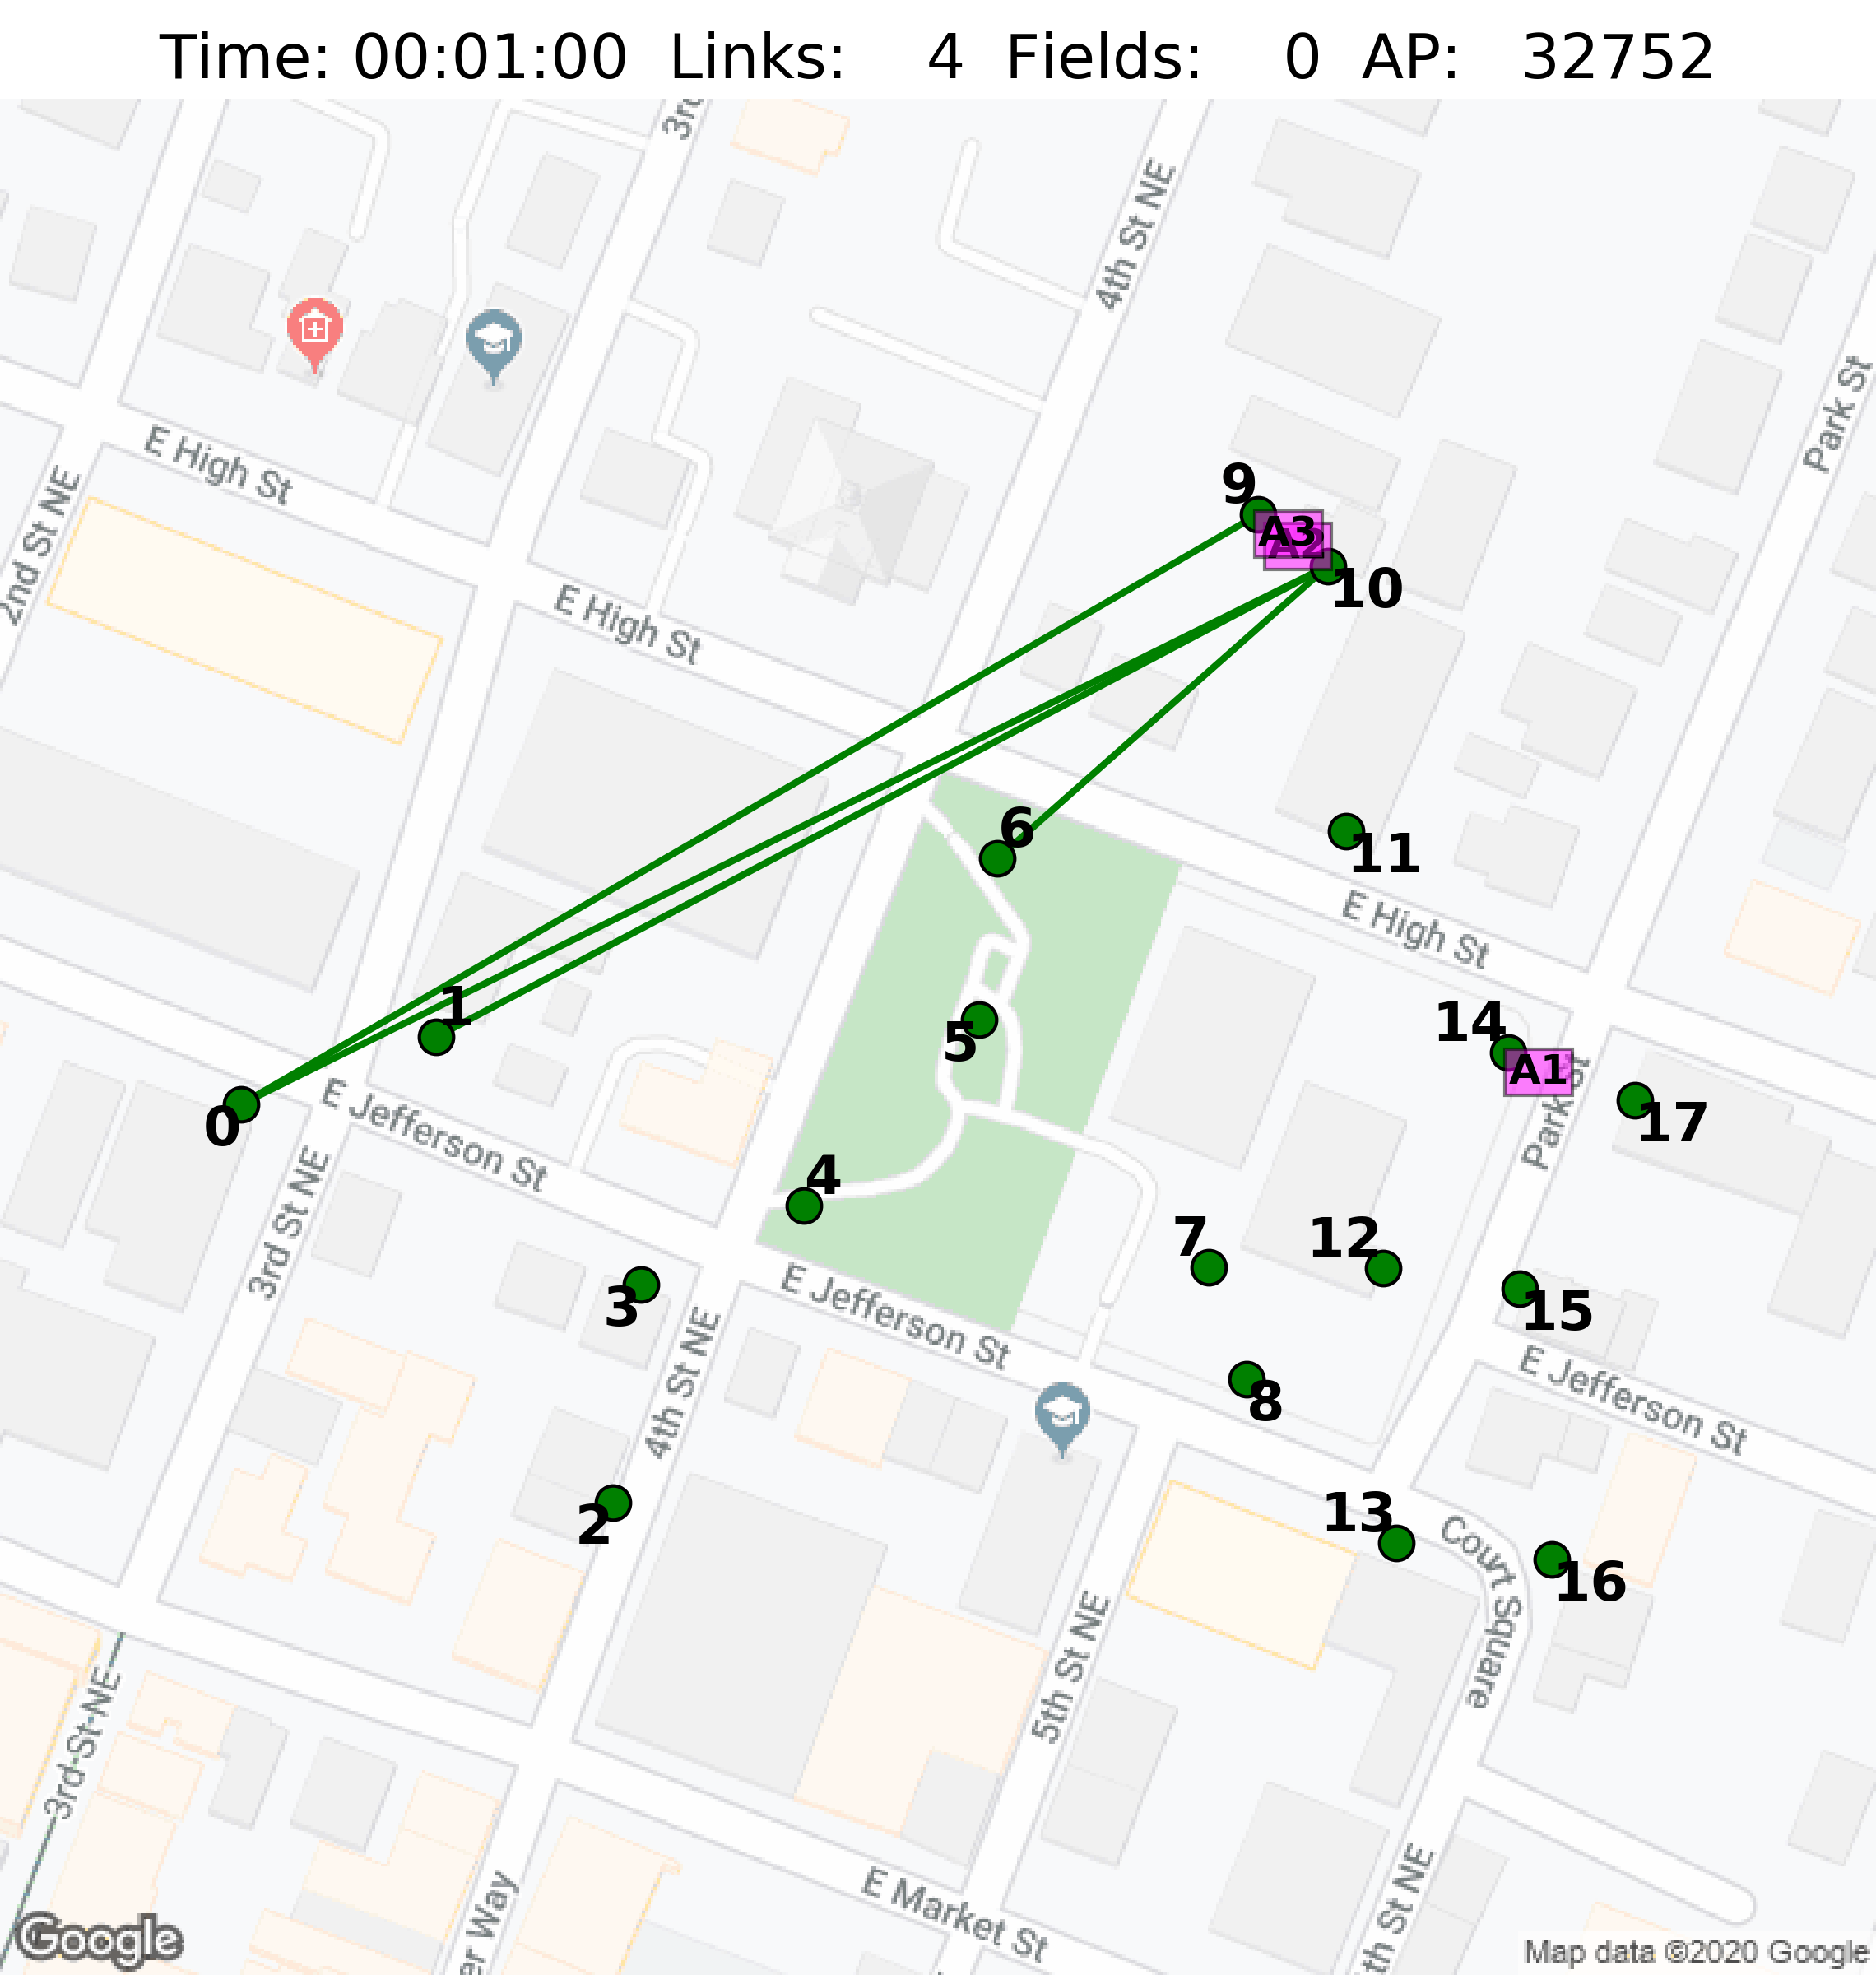 Time: 00:01:00 Links: 4 Fields: 0 AP: 32752
4th St NE
Park St
E High St
2nd St NE
9
A3
A2
10
E High St
6
11
E High St
1
5
14
A1
Park St
17
0
E Jefferson St
3rd St NE
4
7
12
3
E Jefferson St
15
E Jefferson St
4th St NE
8
2
13
Court Square
16
5th St NE
3rd St NE
E Market St
Google
Map data ©2020 Google